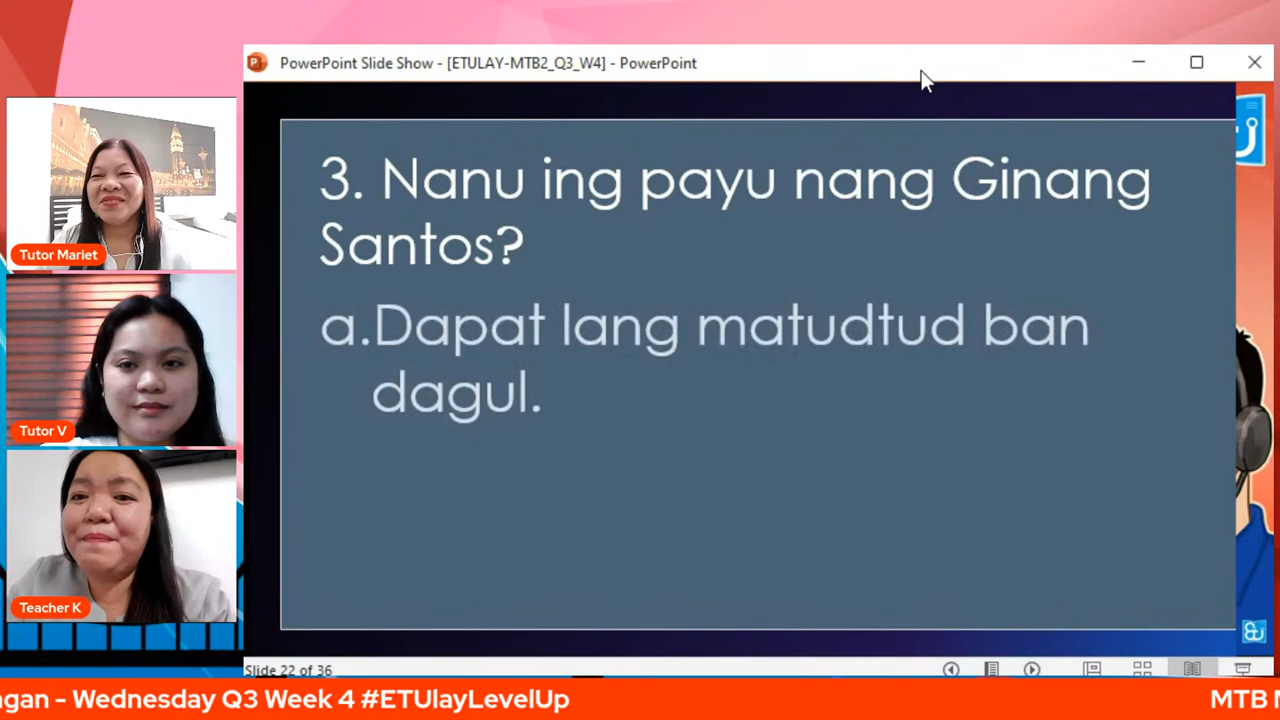 PowerPoint Slide Show - [ETULAY-MTB2_Q3_W4] - PowerPoint
3. Nanu ing payu nang Ginang
Santos?
a.Dapat lang matudtud ban
dagul.
Tutor Mariet
Tutor V
Teacher K
Slide 22 of 36
ngan - Wednesday Q3 Week 4 #ETUlayLevelUp
MTB